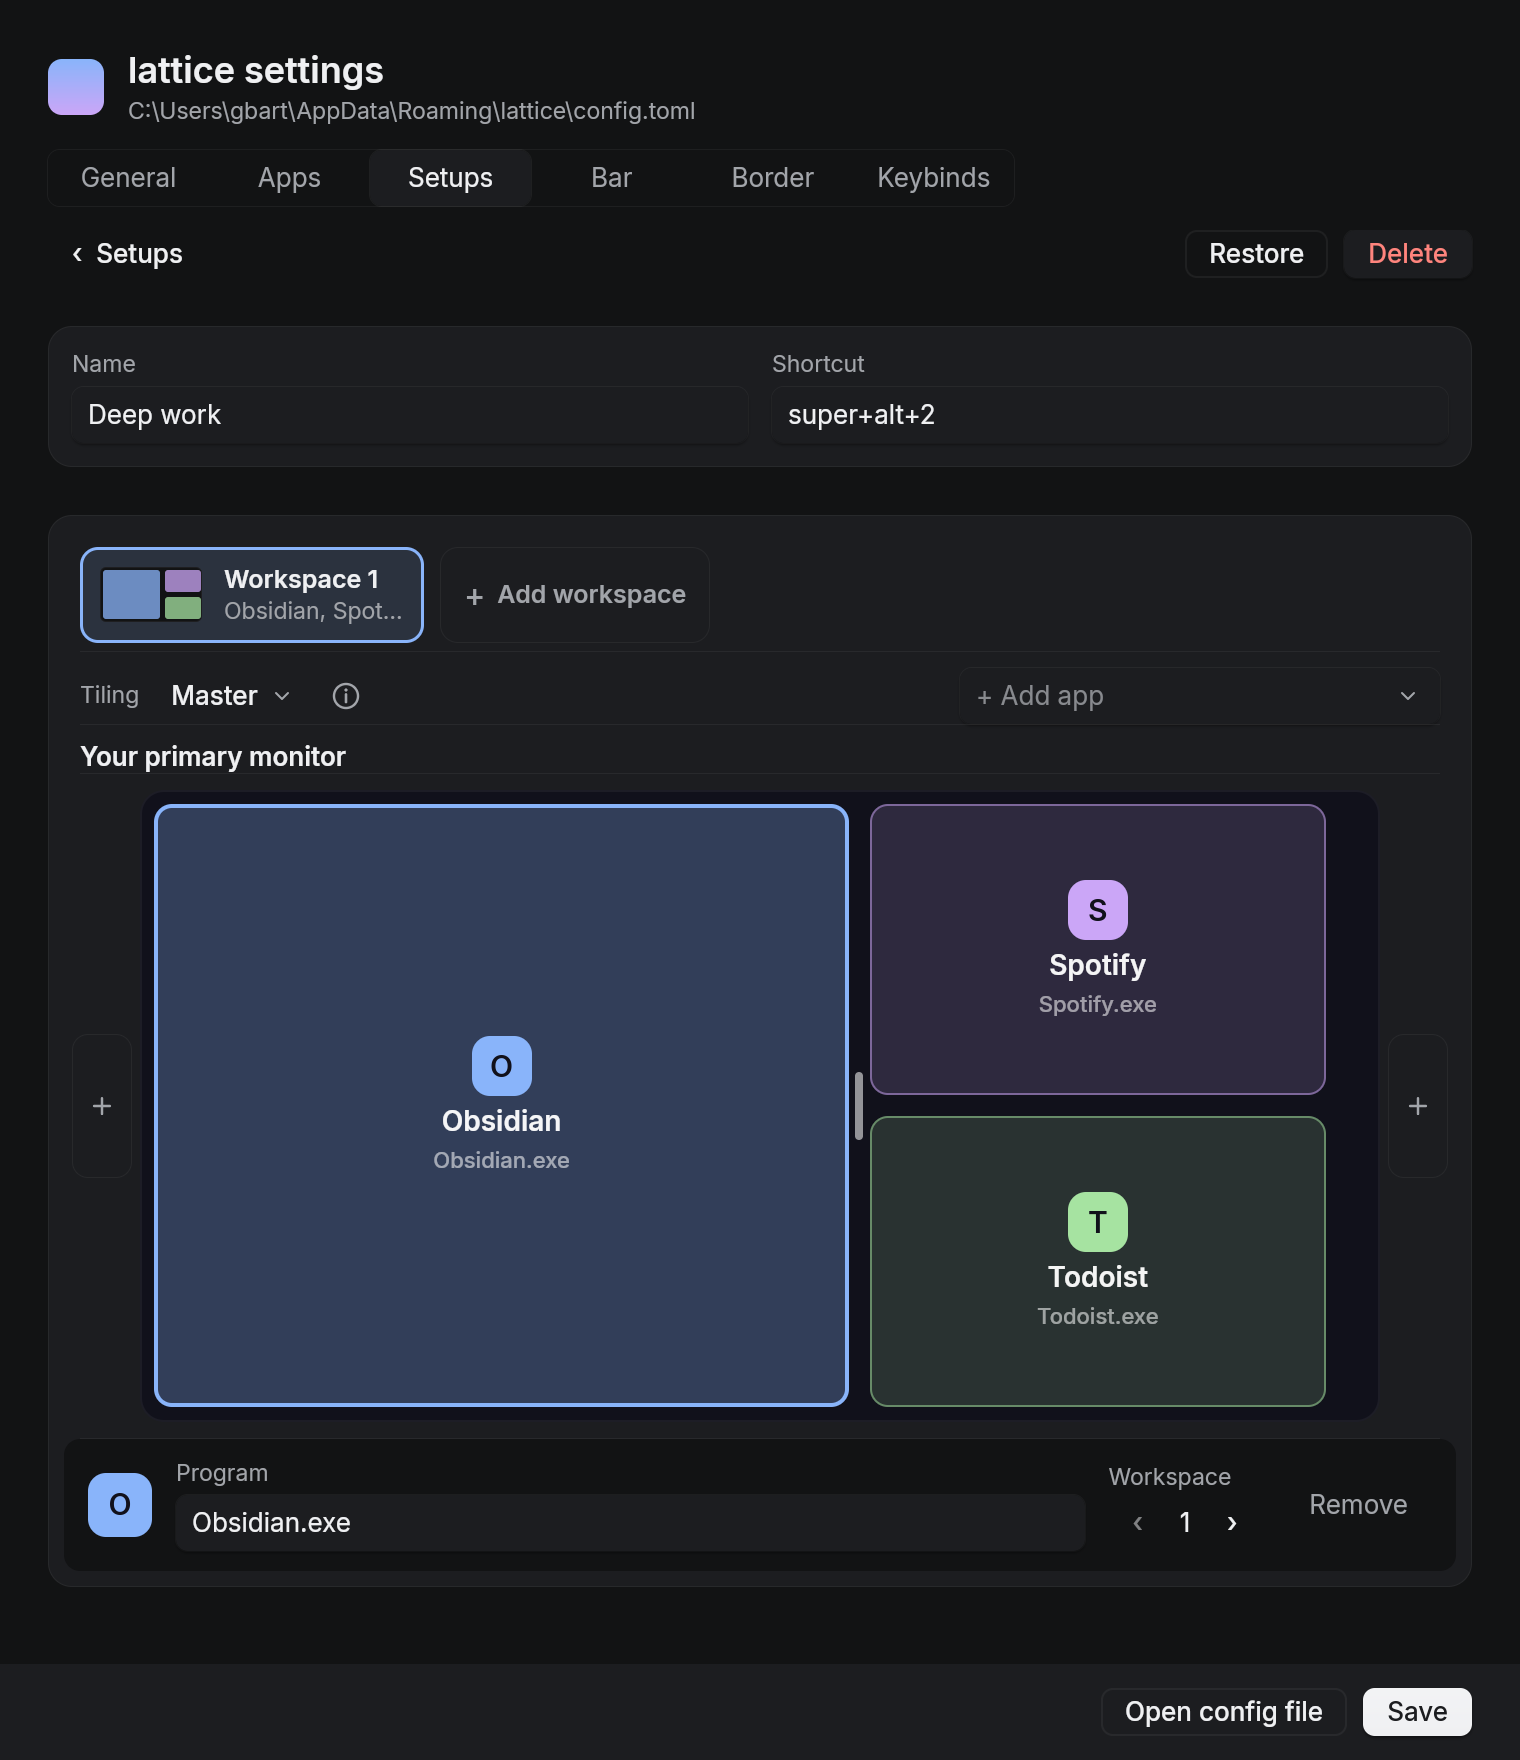 lattice settings
C:\Users\gbart\AppData\Roaming\lattice\config.toml
General Apps Setups Bar Border Keybinds
‹ Setups Restore Delete
Name Shortcut
Deep work super+alt+2
Workspace 1
Obsidian, Spot...
+ Add workspace
Tiling Master + Add app
Your primary monitor
S
Spotify
Spotify.exe
O
Obsidian
Obsidian.exe
+ +
T
Todoist
Todoist.exe
O
Program
Obsidian.exe
Workspace
‹ 1 ›
Remove
Open config file Save